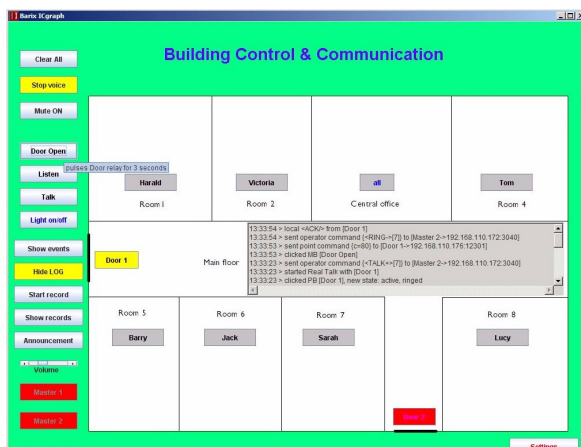 Barix ICgraph
Building Control & Communication
Clear All
Stop voice
Mute ON
Door Open
pulses Door relay for 3 seconds
Listen
Talk
Light on/off
Show events
Hide LOG
Start record
Show records
Announcement
Volume
Master 1
Master 2
Harald
Victoria
all
Tom
Room 1
Room 2
Central office
Room 4
Door 1
Main floor
13:33:54 > local <ACK/> from [Door 1]
13:33:54 > sent operator command {<RING->[7]} to [Master 2->192.168.110.172:3040]
13:33:53 > sent point command {c=80} to [Door 1->192.168.110.176:12301]
13:33:53 > clicked MB [Door Open]
13:33:23 > sent operator command {<TALK+>[7]} to [Master 2->192.168.110.172:3040]
13:33:23 > started Real Talk with [Door 1]
13:33:23 > clicked PB [Door 1], new state: active, ringed
Room 5
Room 6
Room 7
Room 8
Barry
Jack
Sarah
Lucy
Settings